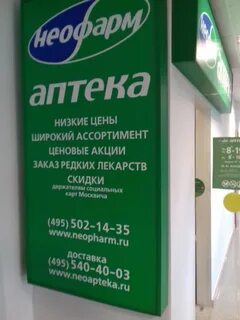 неофарм
аптека
НИЗКИЕ ЦЕНЫ
ШИРОКИЙ АССОРТИМЕНТ
ЦЕНОВЫЕ АКЦИИ
ЗАКАЗ РЕДКИХ ЛЕКАРСТВ
СКИДКИ
держателям социальных
карт Москвича
(495) 502-14-35
www.neopharm.ru
доставка
(495) 540-40-03
www.neoapteka.ru